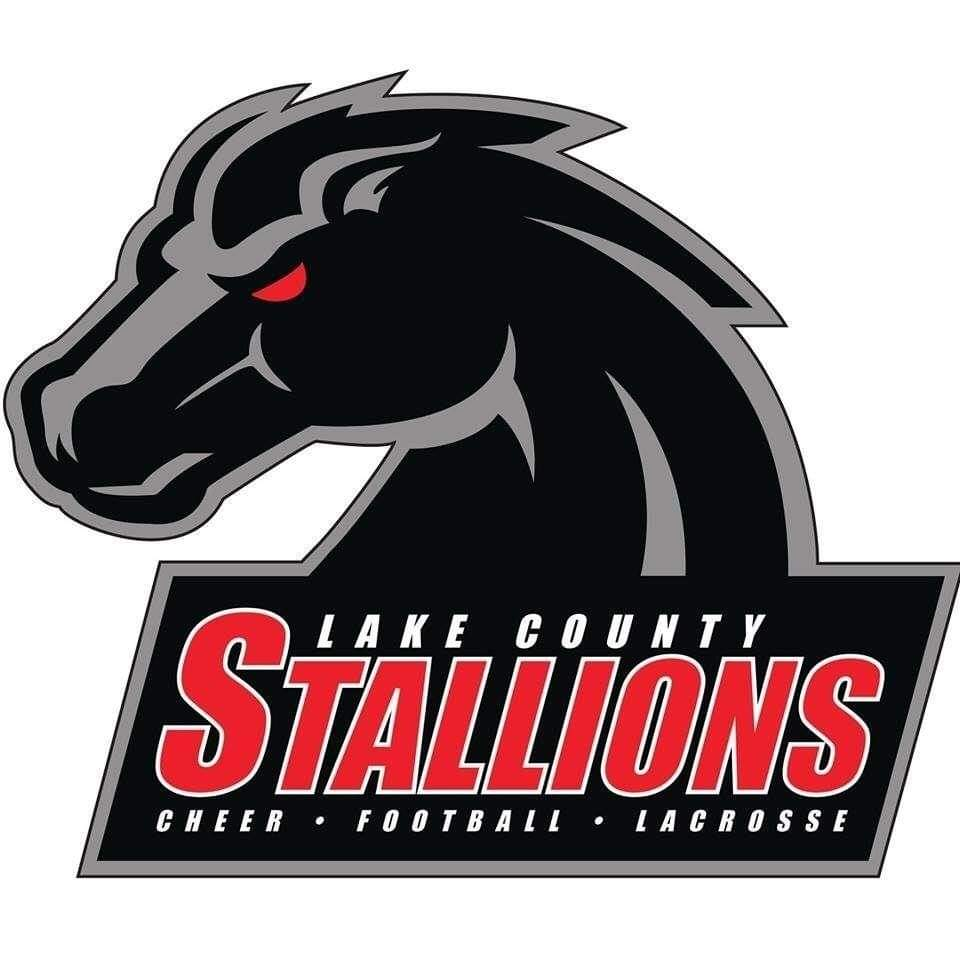 LAKE COUNTY
STALLIONS
CHEER • FOOTBALL • LACROSSE